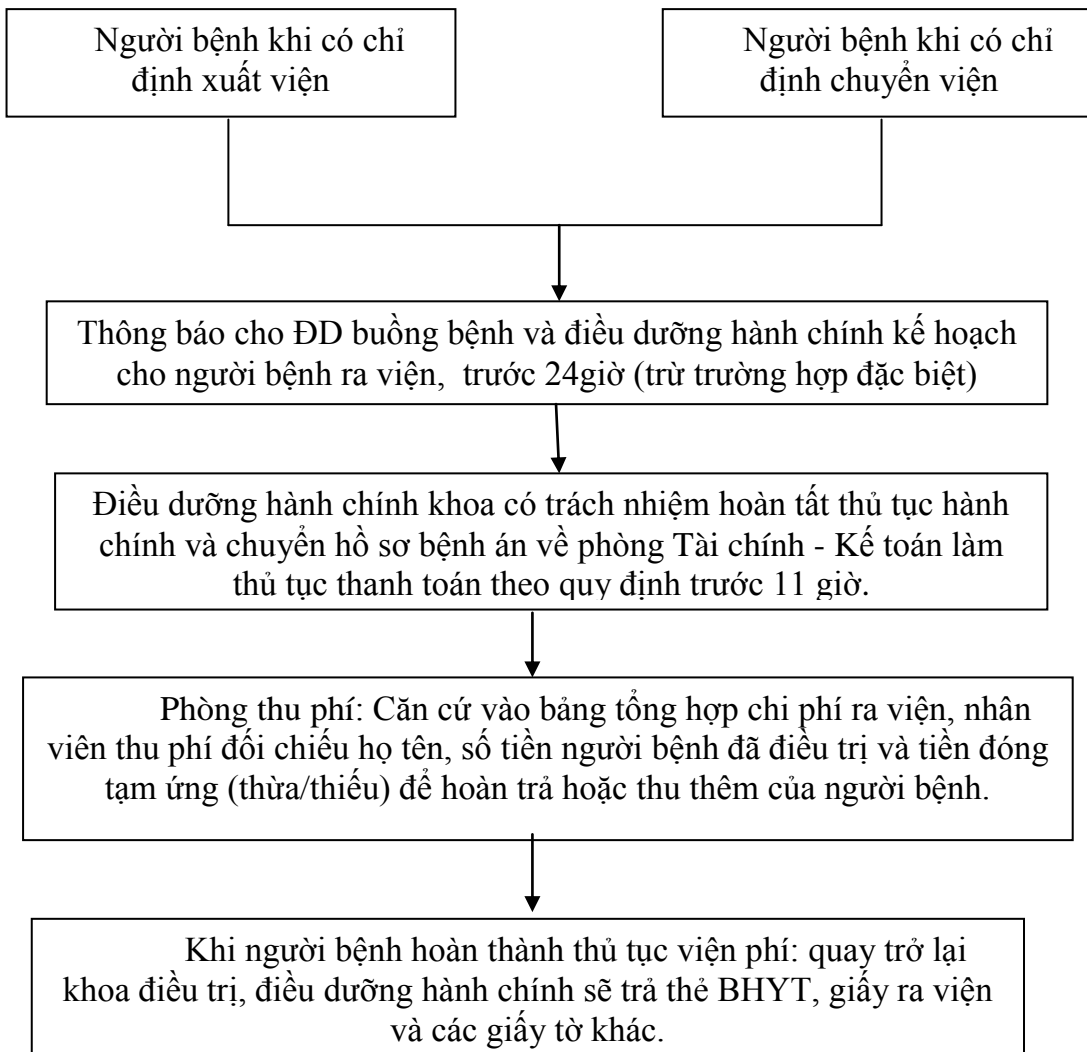 Người bệnh khi có chỉ
định xuất viện
Người bệnh khi có chỉ
định chuyển viện
Thông báo cho ĐD buồng bệnh và điều dưỡng hành chính kế hoạch
cho người bệnh ra viện, trước 24giờ (trừ trường hợp đặc biệt)
Điều dưỡng hành chính khoa có trách nhiệm hoàn tất thủ tục hành
chính và chuyển hồ sơ bệnh án về phòng Tài chính - Kế toán làm
thủ tục thanh toán theo quy định trước 11 giờ.
Phòng thu phí: Căn cứ vào bảng tổng hợp chi phí ra viện, nhân
viên thu phí đối chiếu họ tên, số tiền người bệnh đã điều trị và tiền đóng
tạm ứng (thừa/thiếu) để hoàn trả hoặc thu thêm của người bệnh.
Khi người bệnh hoàn thành thủ tục viện phí: quay trở lại
khoa điều trị, điều dưỡng hành chính sẽ trả thẻ BHYT, giấy ra viện
và các giấy tờ khác.